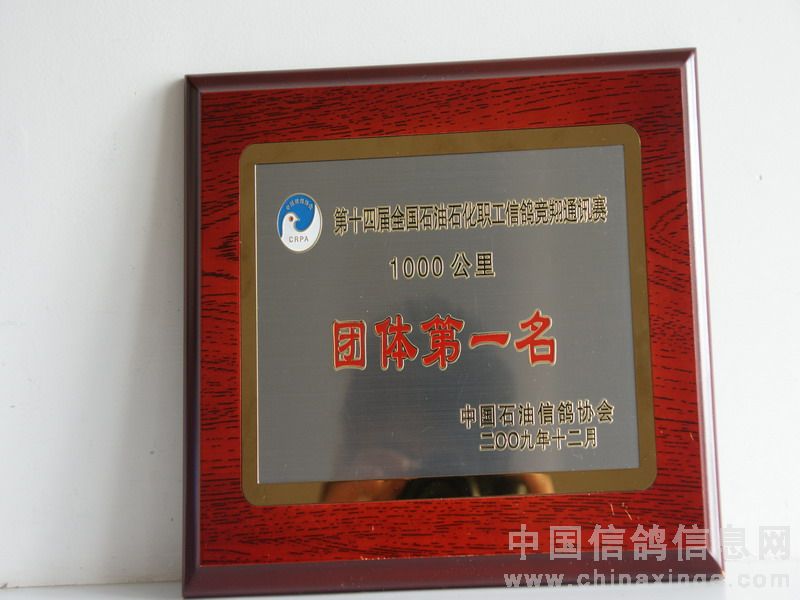 第十四届全国石油石化职工信鸽竞翔通讯赛
CRPA
1000公里
团体第一名
中国石油信鸽协会
二〇〇九年十二月
中国信鸽信息网
www.chinaxinge.com